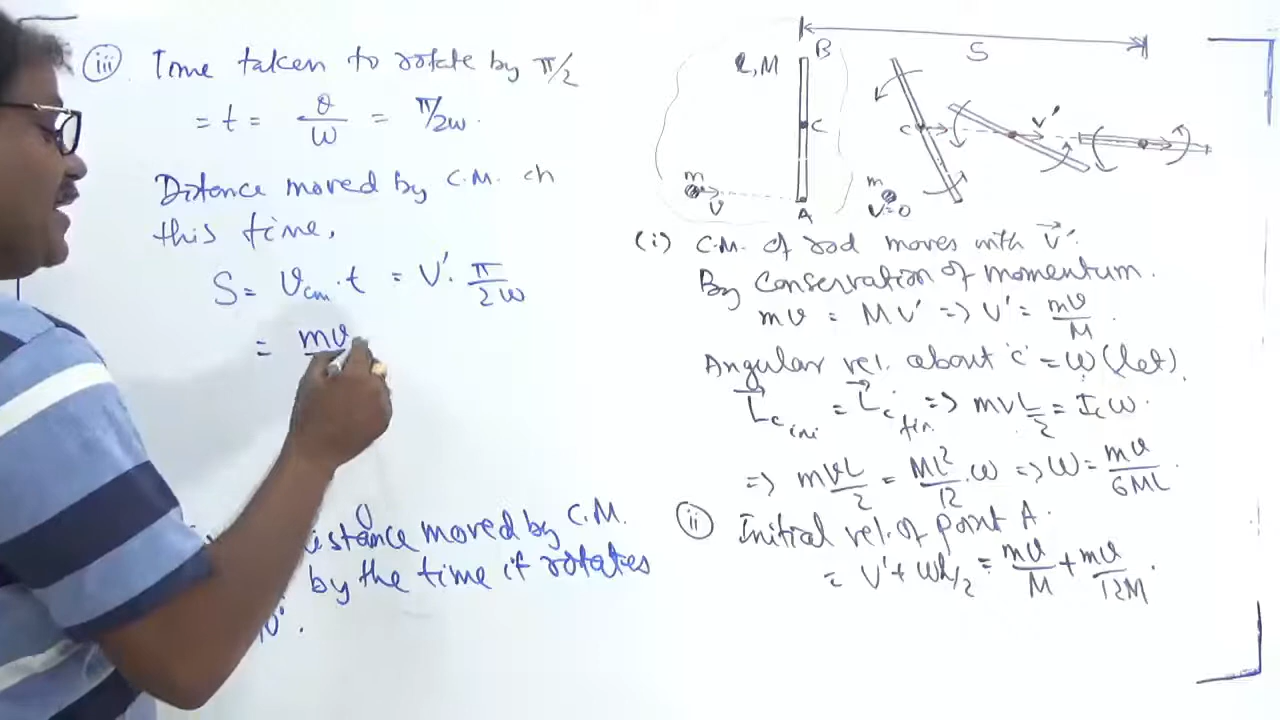 iii Time taken to rotate by π/2
= t = θ/ω = π/2ω.
Distance moved by C.M. in
this time,
S = v_cm . t = V' . π/2ω
= mv
istance moved by C.M.
by the time it rotates
S
B
l, M
C
m
v
A
C
v'
m
v=0
(i) C.M. of rod moves with v⃗'.
By Conservation of momentum.
mv = MV' => V' = mv/M
Angular vel. about 'c' = ω (let).
L⃗_c ini = L⃗_c fin. => mvL/2 = I_c ω.
=> mvL/2 = ML²/12 . ω => ω = mv/6ML.
ii Initial vel. of point A.
= V' + ωL/2 = mv/M + mv/12M.